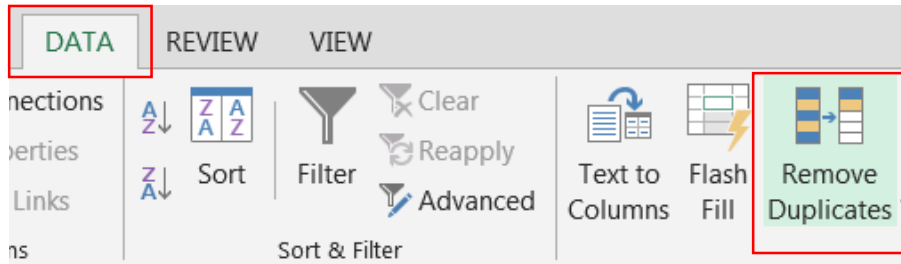 DATA REVIEW VIEW
nections
perties
Links
ns
A
Z
Z
A
Z A
A Z
Sort
Filter
Clear
Reapply
Advanced
Sort & Filter
Text to
Columns
Flash
Fill
Remove
Duplicates